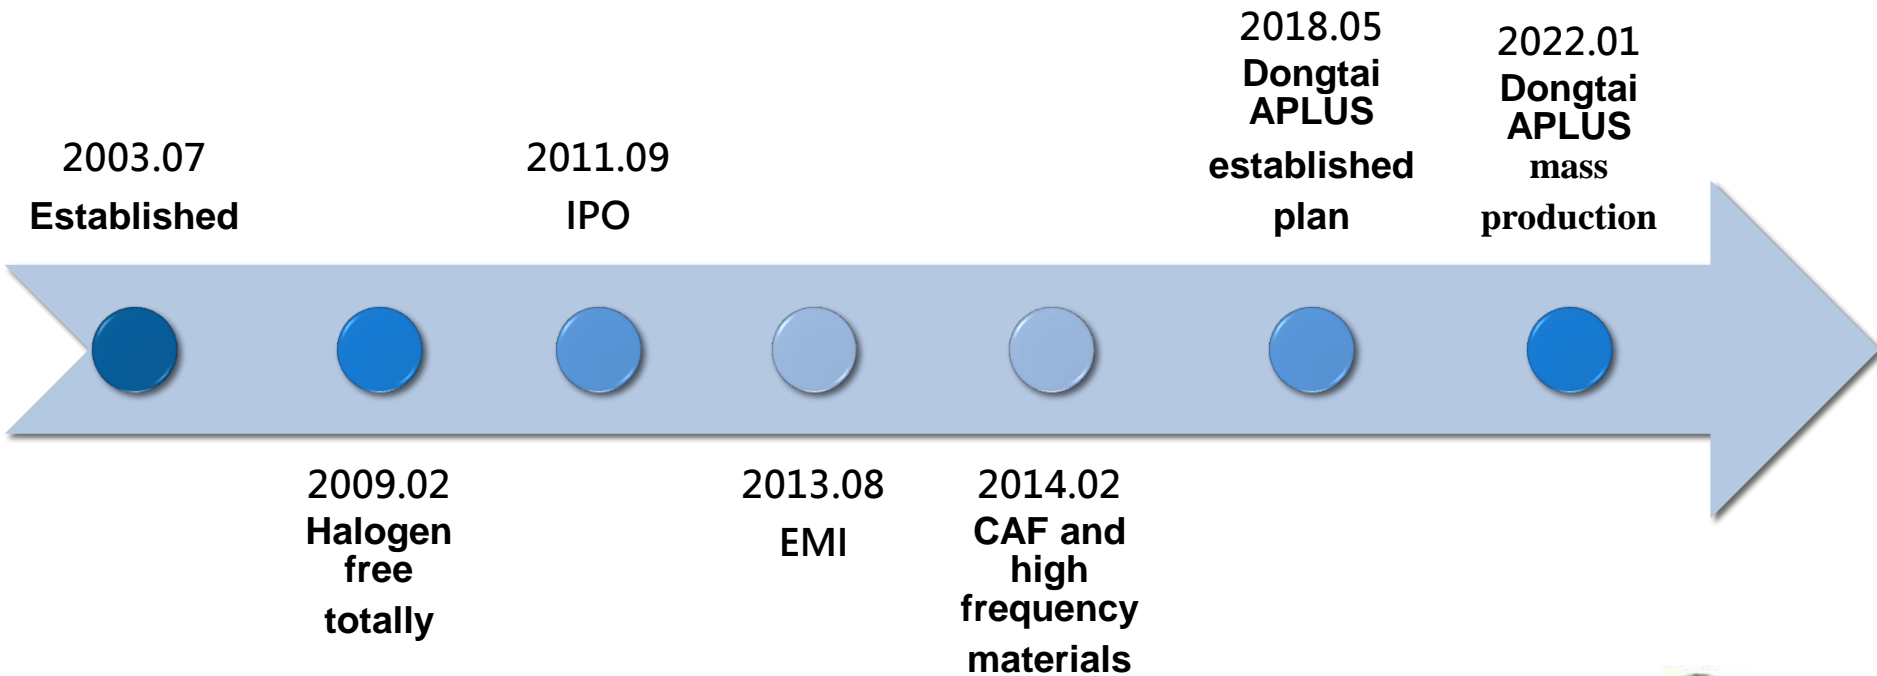 2003.07
Established
2009.02
Halogen
free
totally
2011.09
IPO
2013.08
EMI
2014.02
CAF and
high
frequency
materials
2018.05
Dongtai
APLUS
established
plan
2022.01
Dongtai
APLUS
mass
production